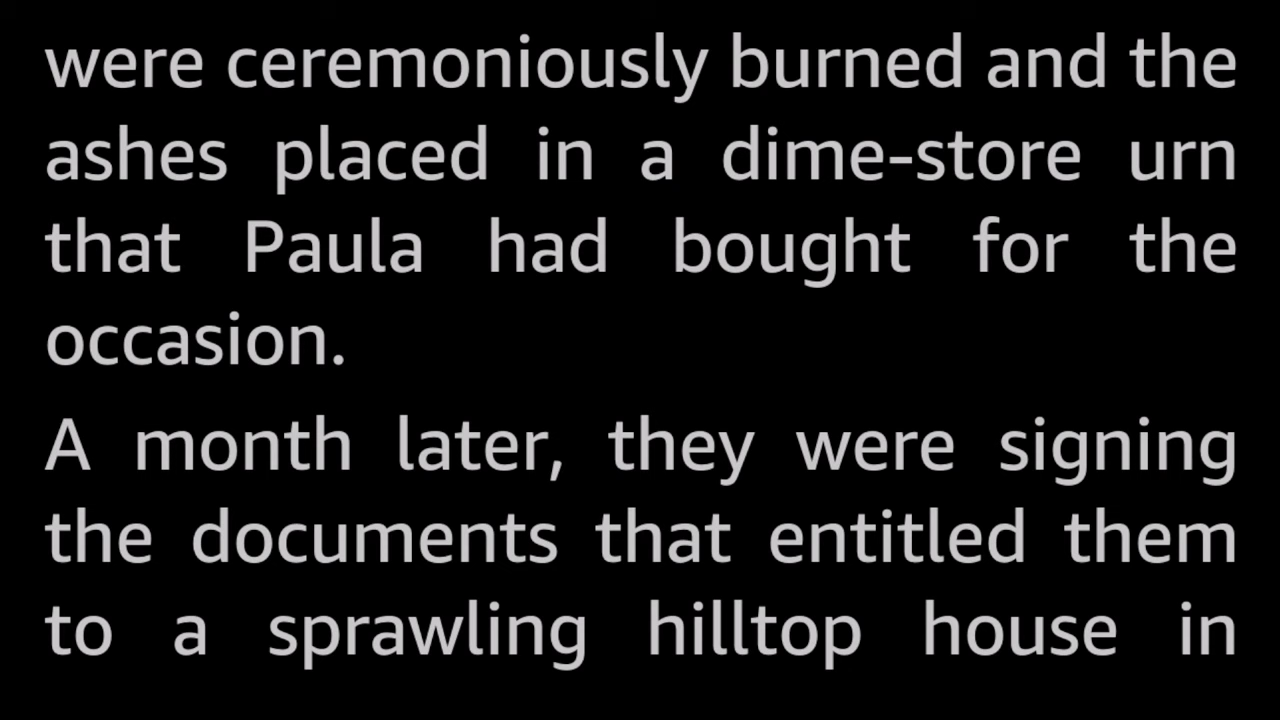 were ceremoniously burned and the
ashes placed in a dime-store urn
that Paula had bought for the
occasion.
A month later, they were signing
the documents that entitled them
to a sprawling hilltop house in